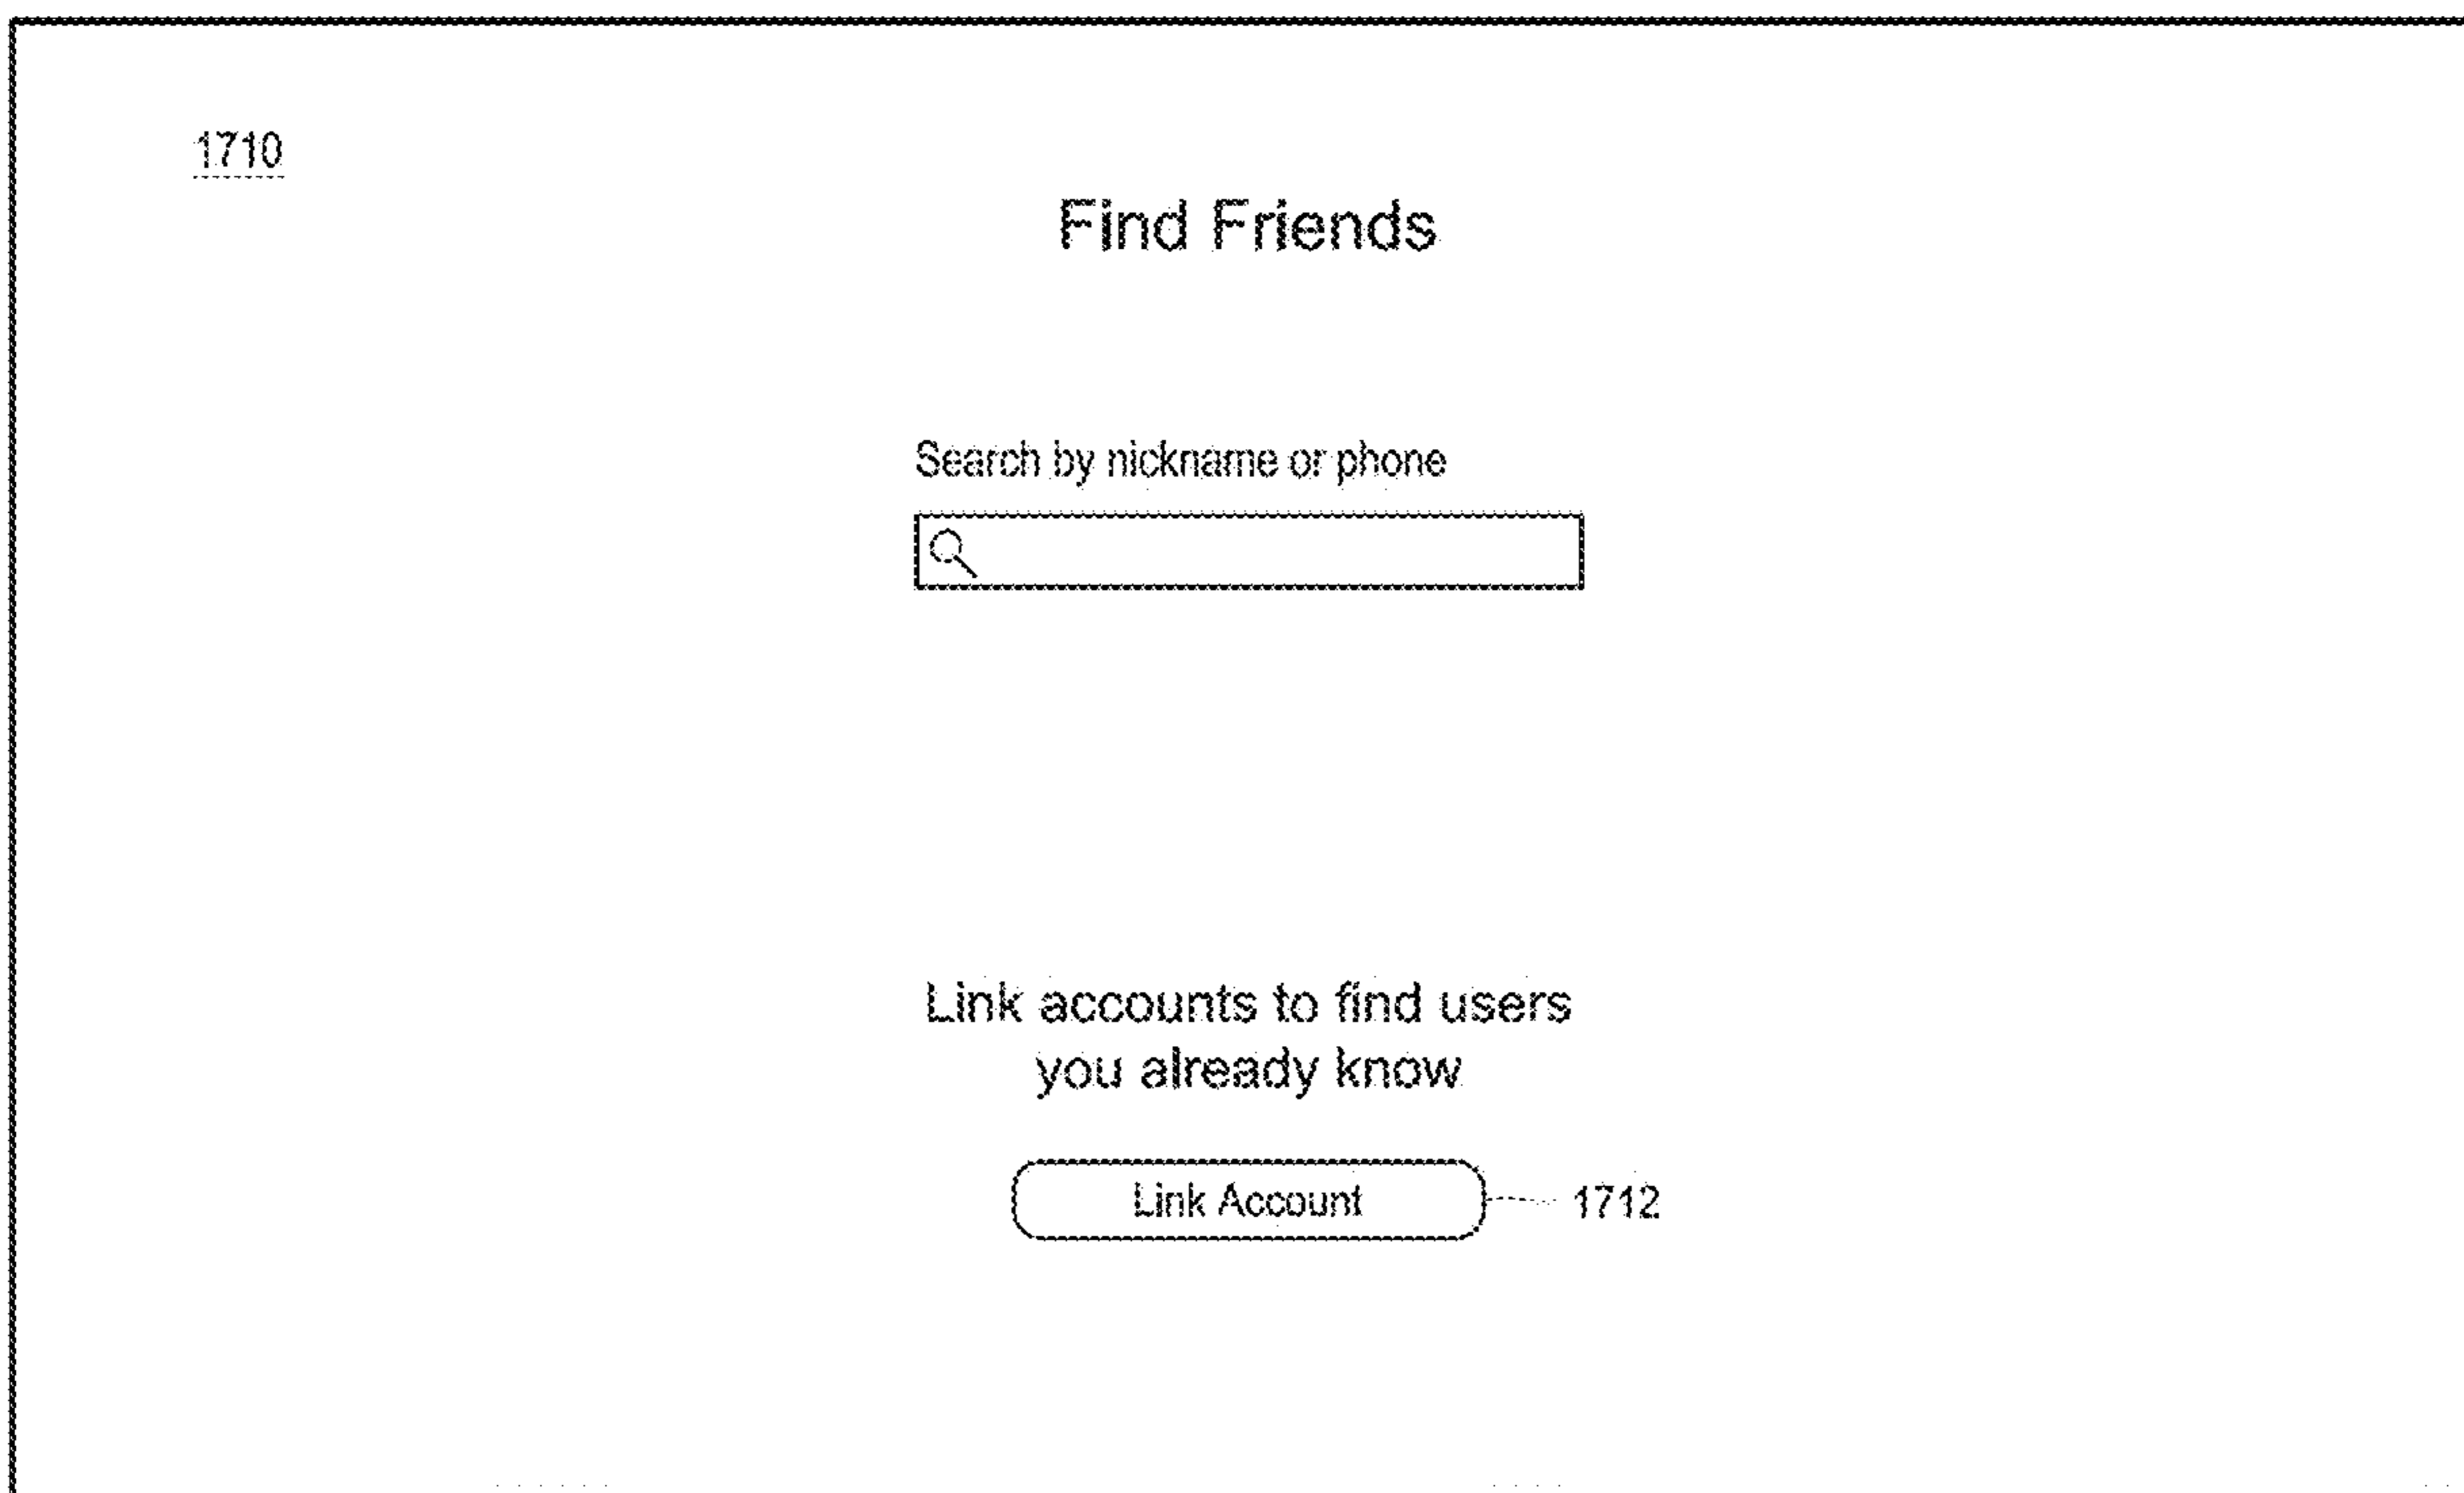 1710
Find Friends
Search by nickname or phone
Link accounts to find users
you already know
Link Account
1712